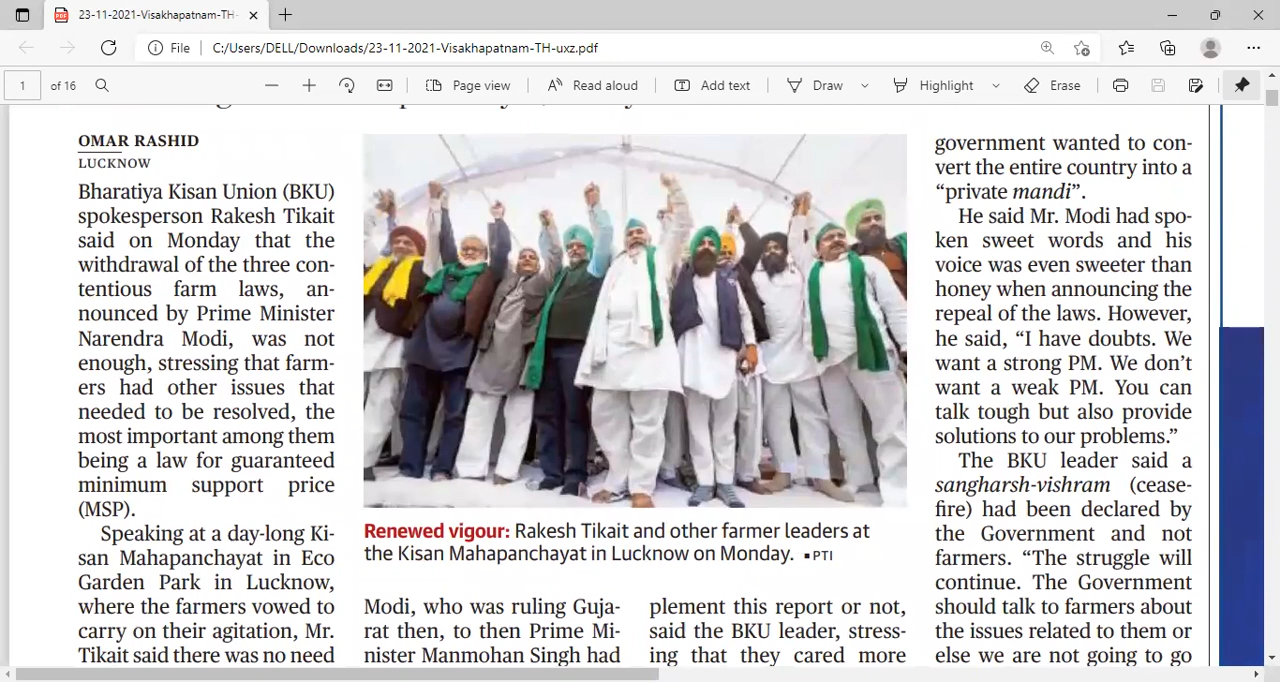 23-11-2021-Visakhapatnam-TH-
File
C:/Users/DELL/Downloads/23-11-2021-Visakhapatnam-TH-uxz.pdf
1
of 16
Page view
Read aloud
Add text
Draw
Highlight
Erase
OMAR RASHID
LUCKNOW
Bharatiya Kisan Union (BKU)
spokesperson Rakesh Tikait
said on Monday that the
withdrawal of the three con-
tentious farm laws, an-
nounced by Prime Minister
Narendra Modi, was not
enough, stressing that farm-
ers had other issues that
needed to be resolved, the
most important among them
being a law for guaranteed
minimum support price
(MSP).
Speaking at a day-long Ki-
san Mahapanchayat in Eco
Garden Park in Lucknow,
where the farmers vowed to
carry on their agitation, Mr.
Tikait said there was no need
Renewed vigour: Rakesh Tikait and other farmer leaders at
the Kisan Mahapanchayat in Lucknow on Monday. ▪PTI
Modi, who was ruling Guja-
rat then, to then Prime Mi-
nister Manmohan Singh had
plement this report or not,
said the BKU leader, stress-
ing that they cared more
government wanted to con-
vert the entire country into a
“private mandi”.
He said Mr. Modi had spo-
ken sweet words and his
voice was even sweeter than
honey when announcing the
repeal of the laws. However,
he said, “I have doubts. We
want a strong PM. We don’t
want a weak PM. You can
talk tough but also provide
solutions to our problems.”
The BKU leader said a
sangharsh-vishram (cease-
fire) had been declared by
the Government and not
farmers. “The struggle will
continue. The Government
should talk to farmers about
the issues related to them or
else we are not going to go